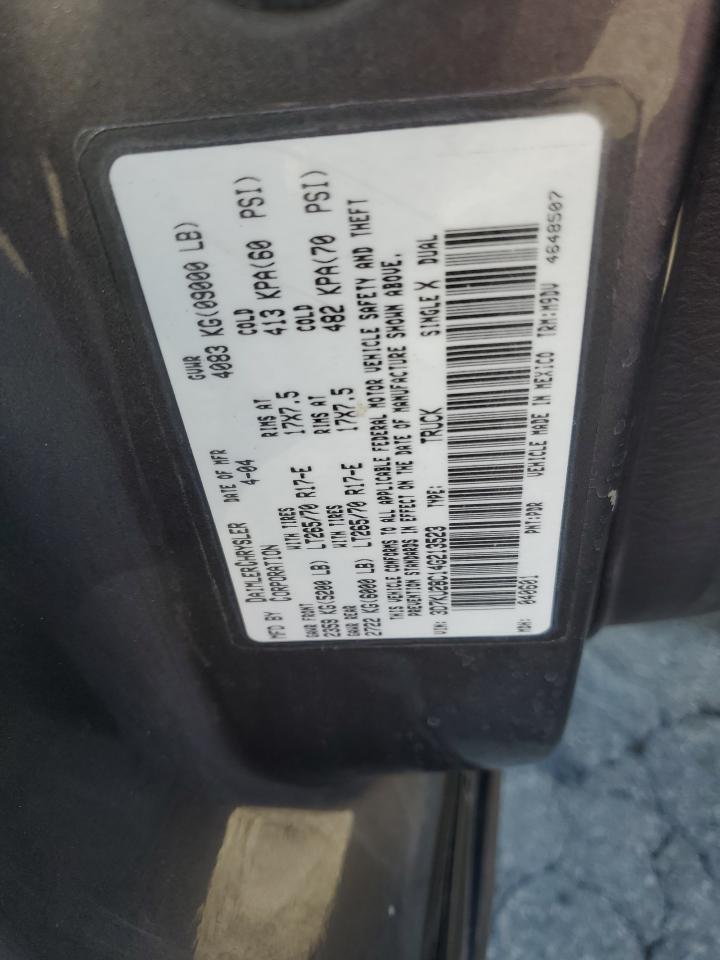 MFD BY DAIMLERCHRYSLER CORPORATION DATE OF MFR 4-04 GVWR 4083 KG(09000 LB)
GAWR FRONT WITH TIRES RIMS AT COLD
2359 KG(5200 LB) LT265/70 R17-E 17X7.5 413 KPA(60 PSI)
GAWR REAR WITH TIRES RIMS AT COLD
2722 KG(6000 LB) LT265/70 R17-E 17X7.5 482 KPA(70 PSI)
THIS VEHICLE CONFORMS TO ALL APPLICABLE FEDERAL MOTOR VEHICLE SAFETY AND THEFT
PREVENTION STANDARDS IN EFFECT ON THE DATE OF MANUFACTURE SHOWN ABOVE.
VIN: 3D7KU28C14G213523 TYPE: TRUCK SINGLE X DUAL
MDH: 040601 PNT:PDR VEHICLE MADE IN MEXICO TRM:M9DV 4648507